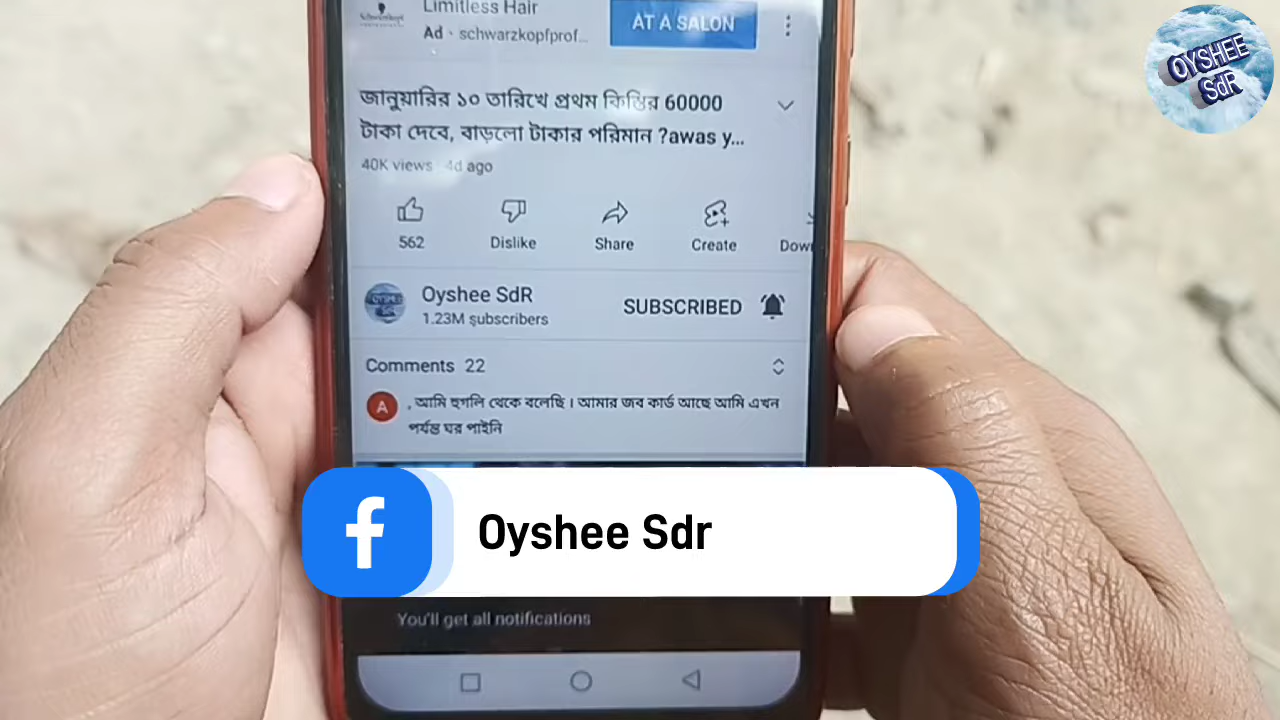 Limitless Hair
Ad · schwarzkopfprof...
AT A SALON
OYSHEE
SdR
জানুয়ারির ১০ তারিখে প্রথম কিস্তির 60000
টাকা দেবে, বাড়লো টাকার পরিমান ?awas y...
40K views · 4d ago
562
Dislike
Share
Create
Down
Oyshee SdR
1.23M subscribers
SUBSCRIBED
Comments 22
A
, আমি হুগলি থেকে বলেছি । আমার জব কার্ড আছে আমি এখন
পর্যন্ত ঘর পাইনি
f
Oyshee Sdr
You'll get all notifications